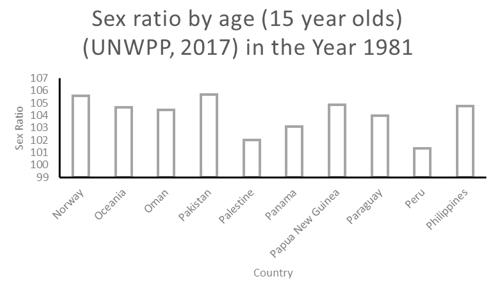 Sex ratio by age (15 year olds)
(UNWPP, 2017) in the Year 1981
107
106
105
104
103
102
101
100
99
Sex Ratio
Norway
Oceania
Oman
Pakistan
Palestine
Panama
Papua New Guinea
Paraguay
Peru
Philippines
Country